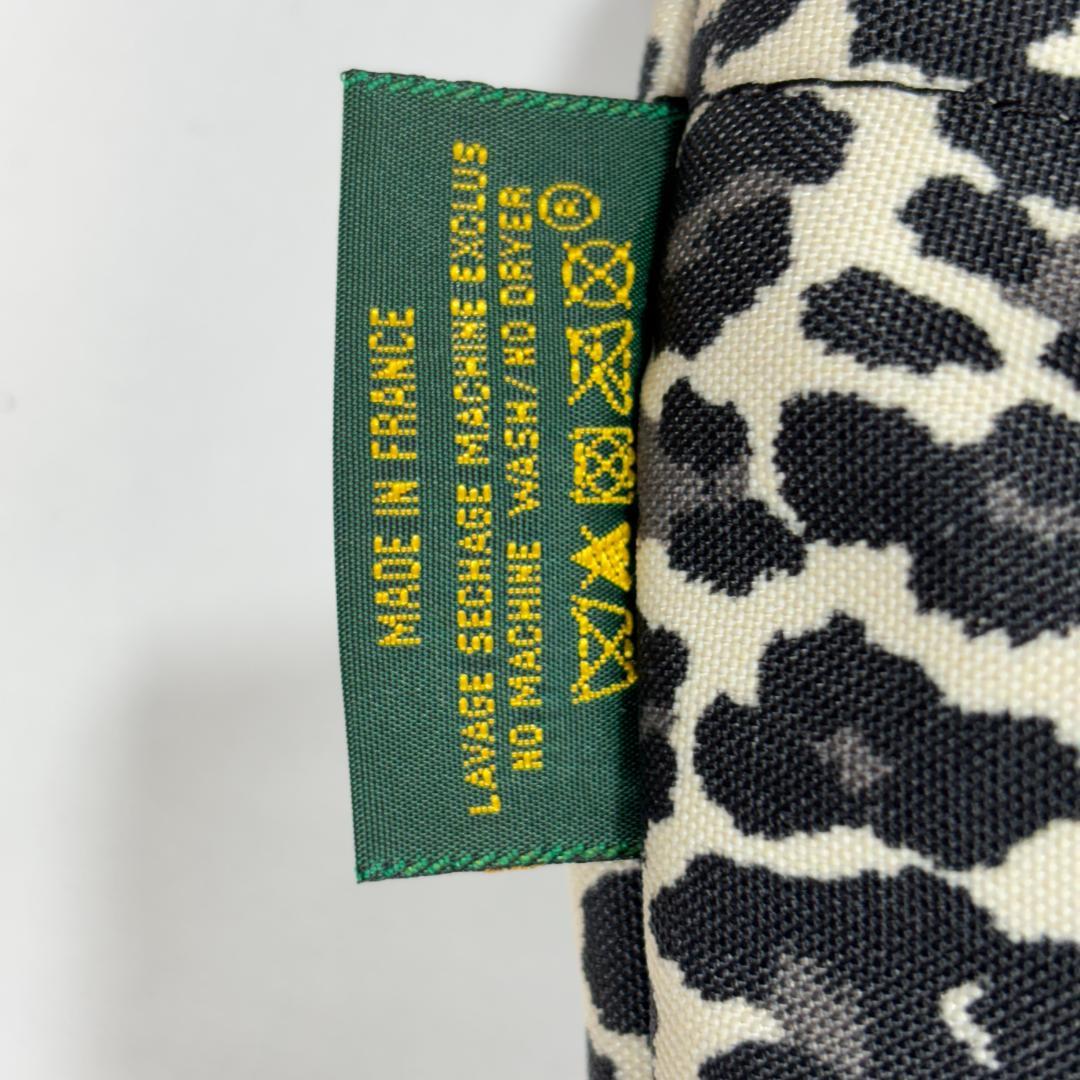 MADE IN FRANCE
LAVAGE SECHAGE MACHINE EXCLUS
NO MACHINE WASH/NO DRYER
®